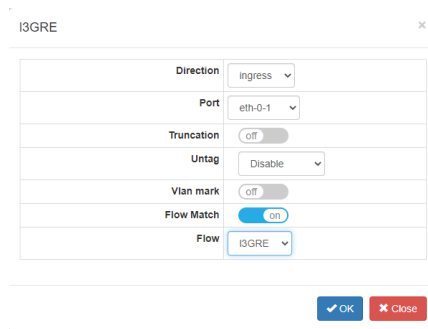 l3GRE ×
Direction ingress
Port eth-0-1
Truncation off
Untag Disable
Vlan mark off
Flow Match on
Flow l3GRE
OK Close